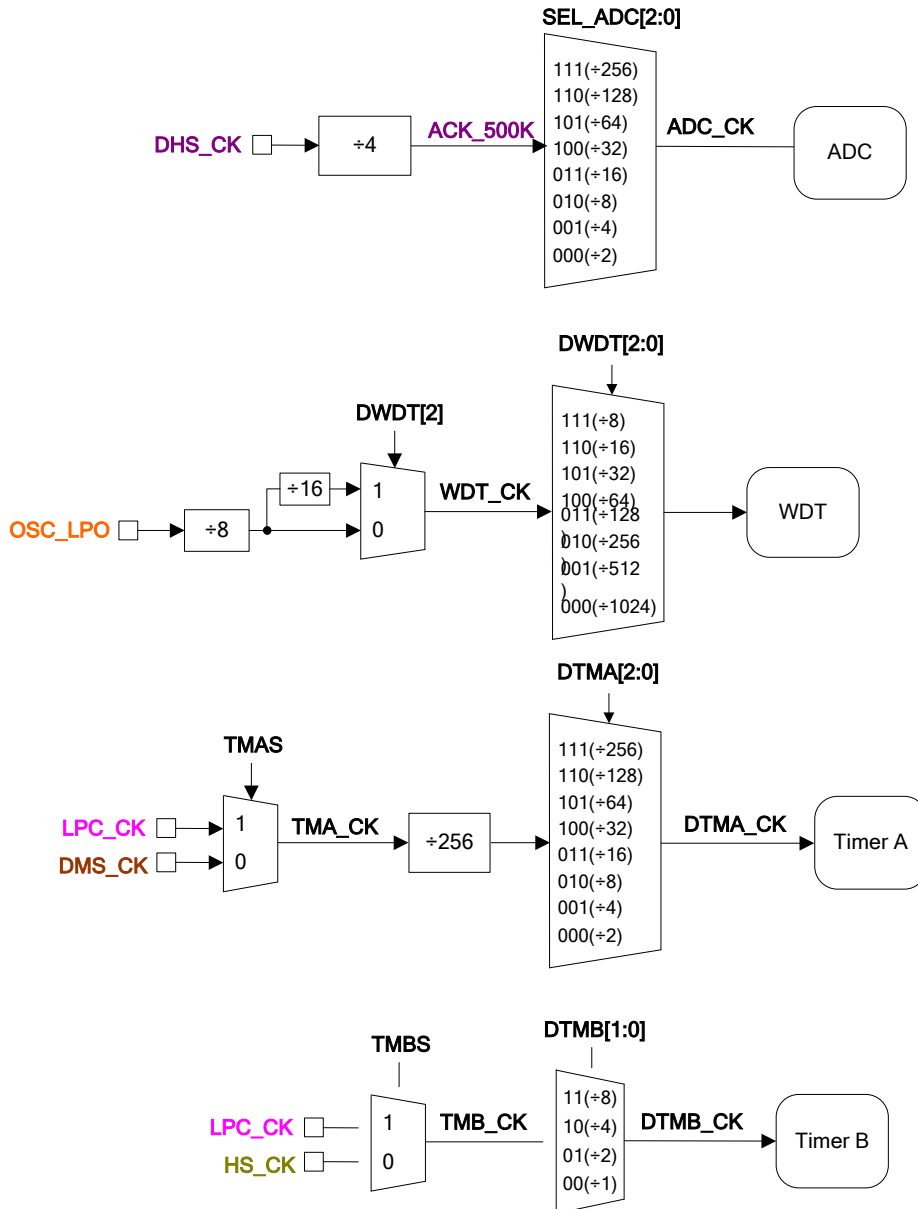 SEL_ADC[2:0]
111(÷256)
110(÷128)
101(÷64)
100(÷32)
011(÷16)
010(÷8)
001(÷4)
000(÷2)
DHS_CK
÷4
ACK_500K
ADC_CK
ADC
DWDT[2:0]
DWDT[2]
111(÷8)
110(÷16)
101(÷32)
100(÷64)
011(÷128
)
010(÷256
)
001(÷512
)
000(÷1024)
OSC_LPO
÷8
÷16
1
0
WDT_CK
WDT
DTMA[2:0]
TMAS
111(÷256)
110(÷128)
101(÷64)
100(÷32)
011(÷16)
010(÷8)
001(÷4)
000(÷2)
LPC_CK
DMS_CK
1
0
TMA_CK
÷256
DTMA_CK
Timer A
DTMB[1:0]
TMBS
11(÷8)
10(÷4)
01(÷2)
00(÷1)
LPC_CK
HS_CK
1
0
TMB_CK
DTMB_CK
Timer B